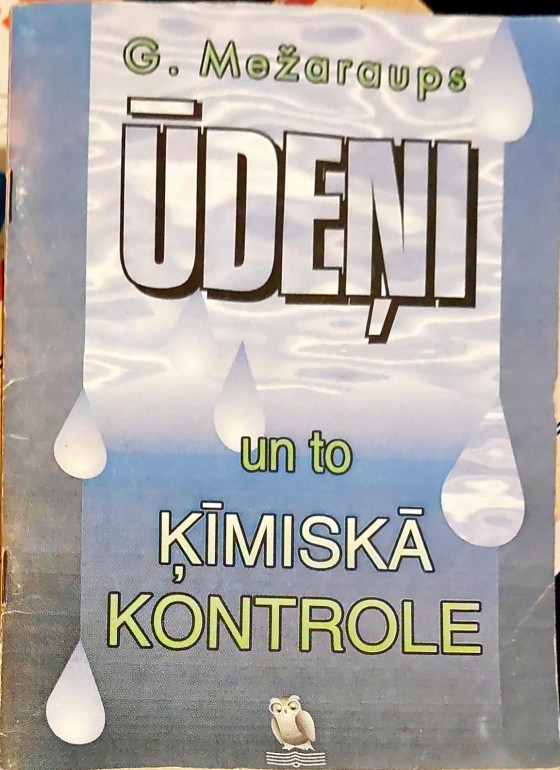 G. Mežaraups
ŪDEŅI
un to
ĶĪMISKĀ
KONTROLE